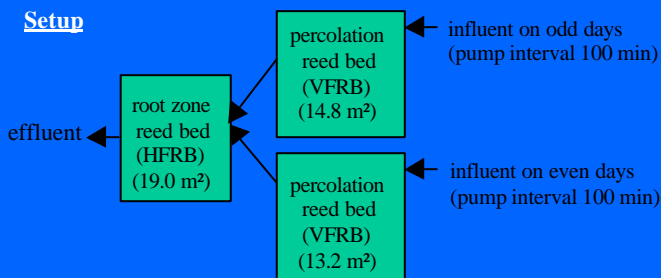 Setup
percolation
reed bed
(VFRB)
(14.8 m²)
influent on odd days
(pump interval 100 min)
root zone
reed bed
(HFRB)
(19.0 m²)
effluent
percolation
reed bed
(VFRB)
(13.2 m²)
influent on even days
(pump interval 100 min)